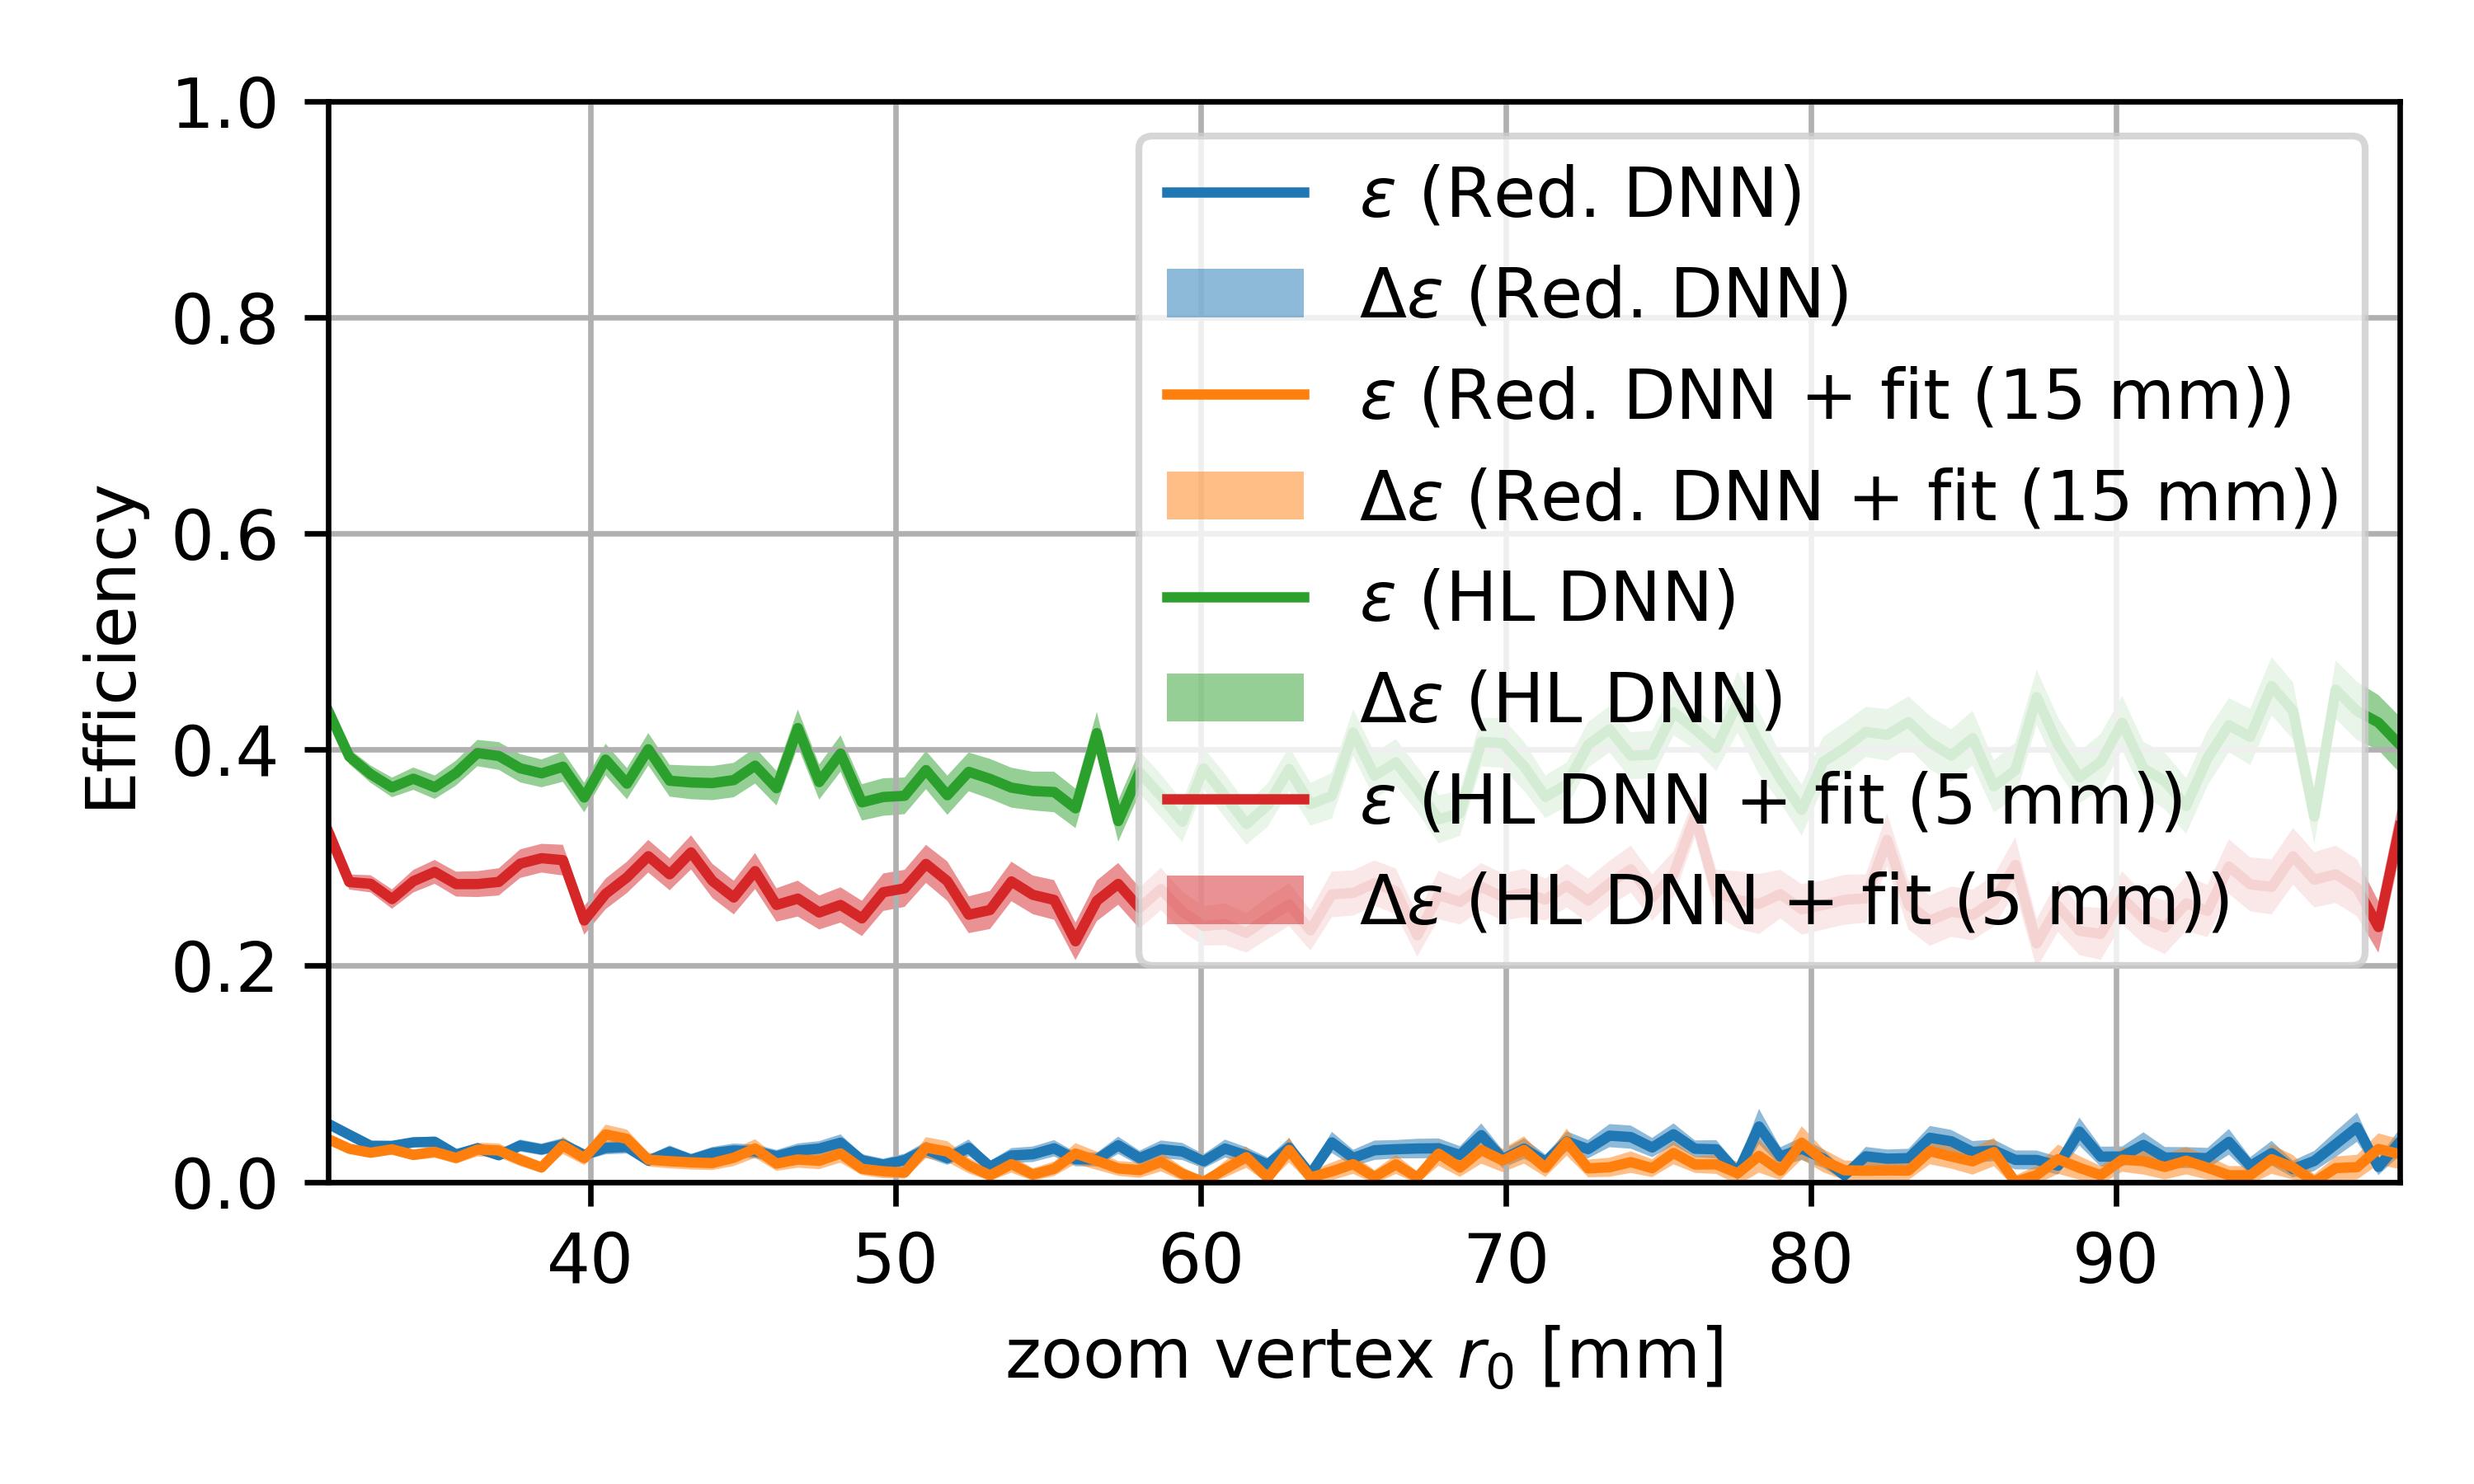 1.0
0.8
0.6
0.4
0.2
0.0
Efficiency
ε (Red. DNN)
Δε (Red. DNN)
ε (Red. DNN + fit (15 mm))
Δε (Red. DNN + fit (15 mm))
ε (HL DNN)
Δε (HL DNN)
ε (HL DNN + fit (5 mm))
Δε (HL DNN + fit (5 mm))
40 50 60 70 80 90
zoom vertex r₀ [mm]